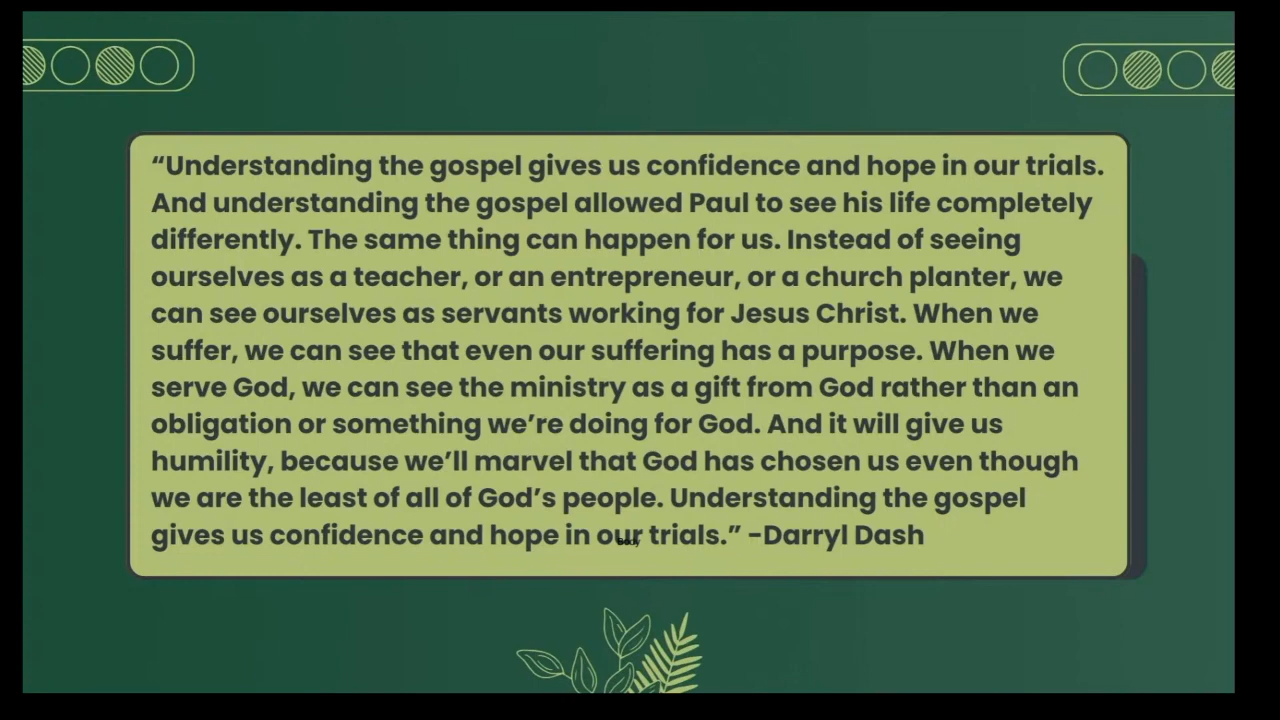 “Understanding the gospel gives us confidence and hope in our trials.
And understanding the gospel allowed Paul to see his life completely
differently. The same thing can happen for us. Instead of seeing
ourselves as a teacher, or an entrepreneur, or a church planter, we
can see ourselves as servants working for Jesus Christ. When we
suffer, we can see that even our suffering has a purpose. When we
serve God, we can see the ministry as a gift from God rather than an
obligation or something we’re doing for God. And it will give us
humility, because we’ll marvel that God has chosen us even though
we are the least of all of God’s people. Understanding the gospel
gives us confidence and hope in our trials.” -Darryl Dash
Body